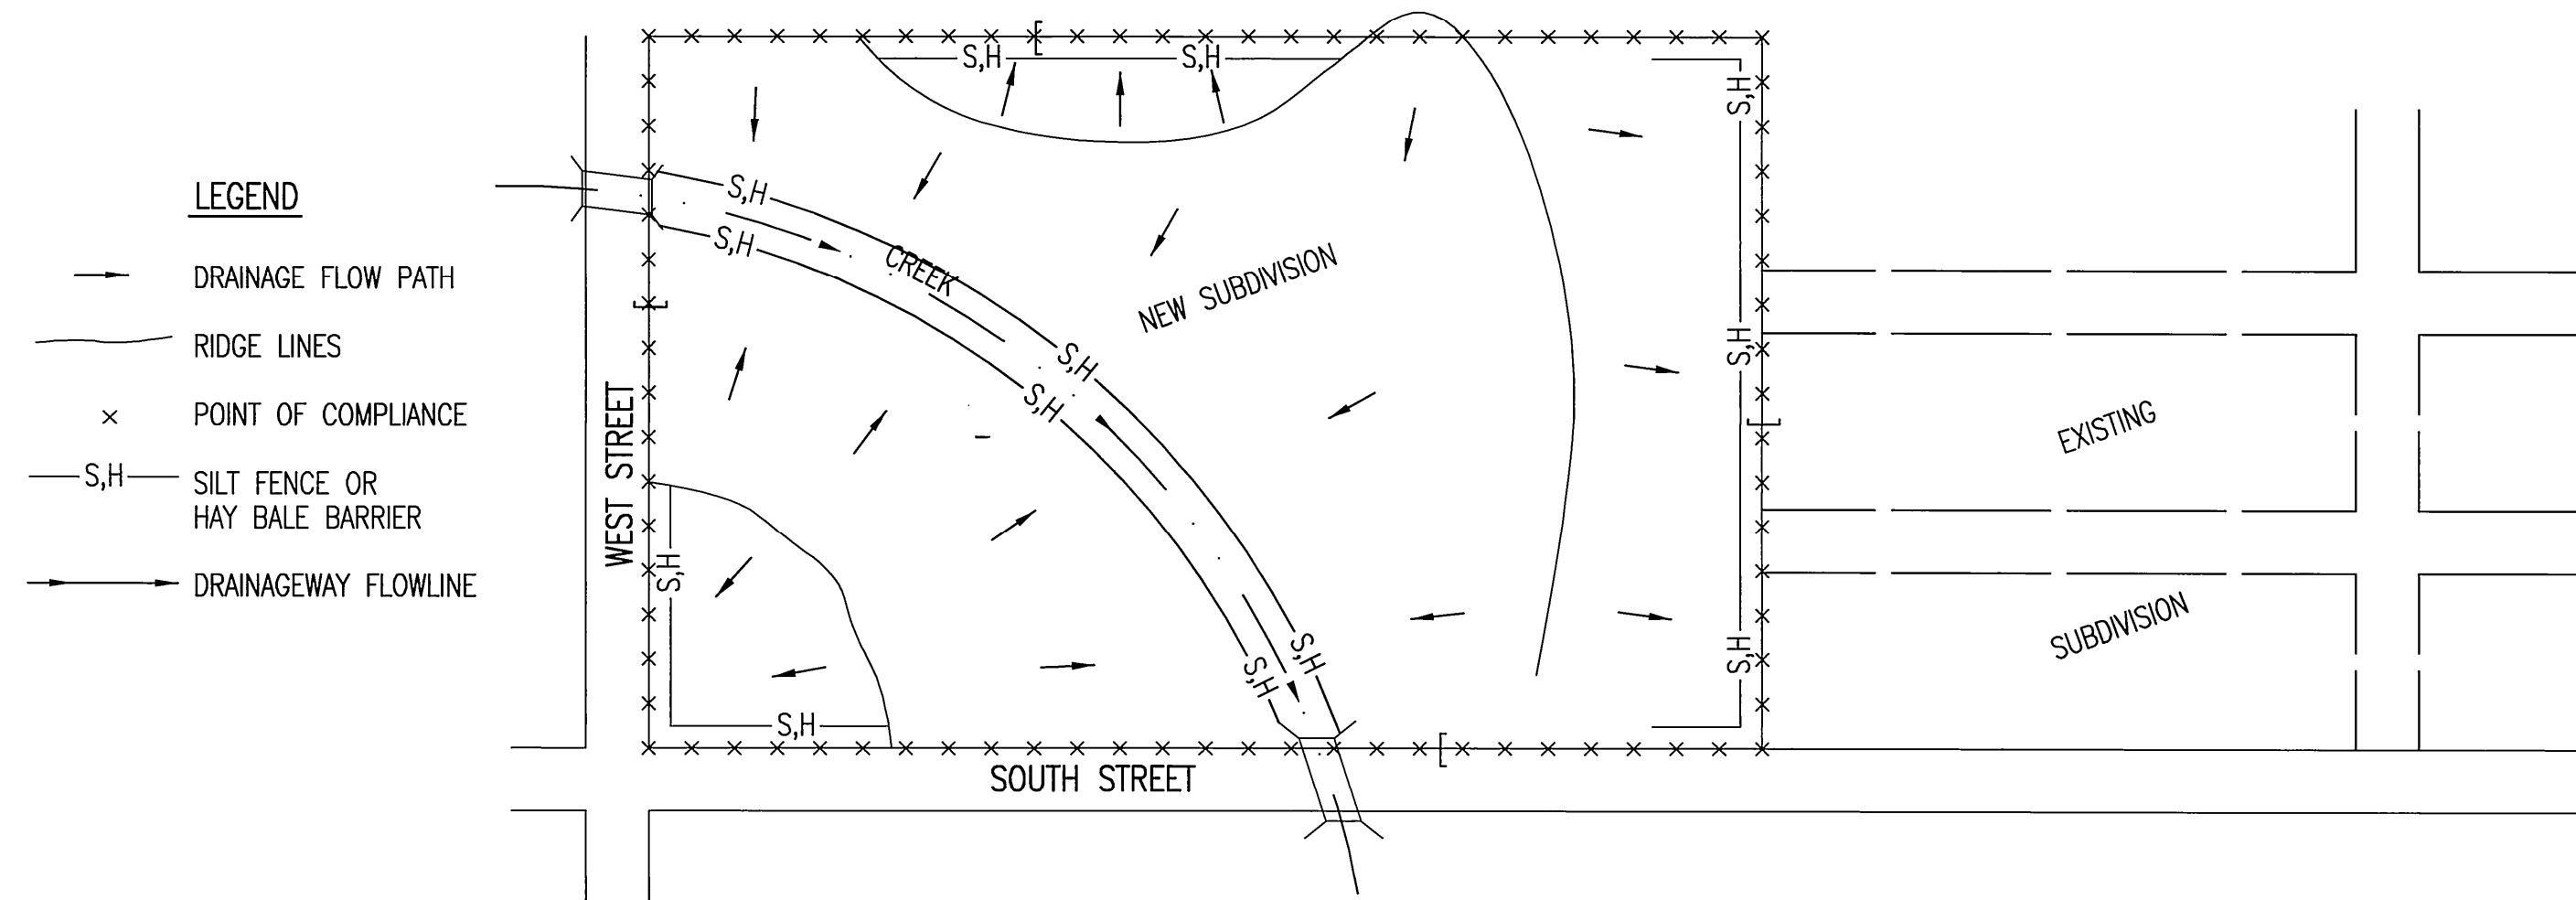 LEGEND
DRAINAGE FLOW PATH
RIDGE LINES
× POINT OF COMPLIANCE
S,H SILT FENCE OR
HAY BALE BARRIER
DRAINAGEWAY FLOWLINE
S,H
S,H
S,H
S,H
S,H
CREEK
NEW SUBDIVISION
S,H
S,H
S,H
S,H
WEST STREET
S,H
S,H
S,H
S,H
S,H
SOUTH STREET
EXISTING
SUBDIVISION